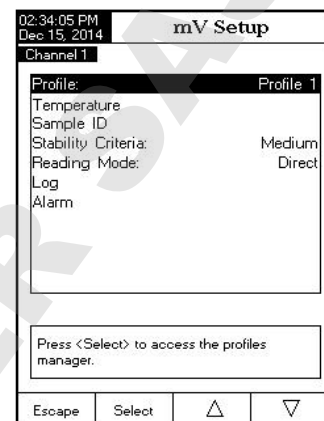 02:34:05 PM
Dec 15, 2014
mV Setup
Channel 1
Profile: Profile 1
Temperature
Sample ID
Stability Criteria: Medium
Reading Mode: Direct
Log
Alarm
Press <Select> to access the profiles
manager.
Escape Select △ ▽